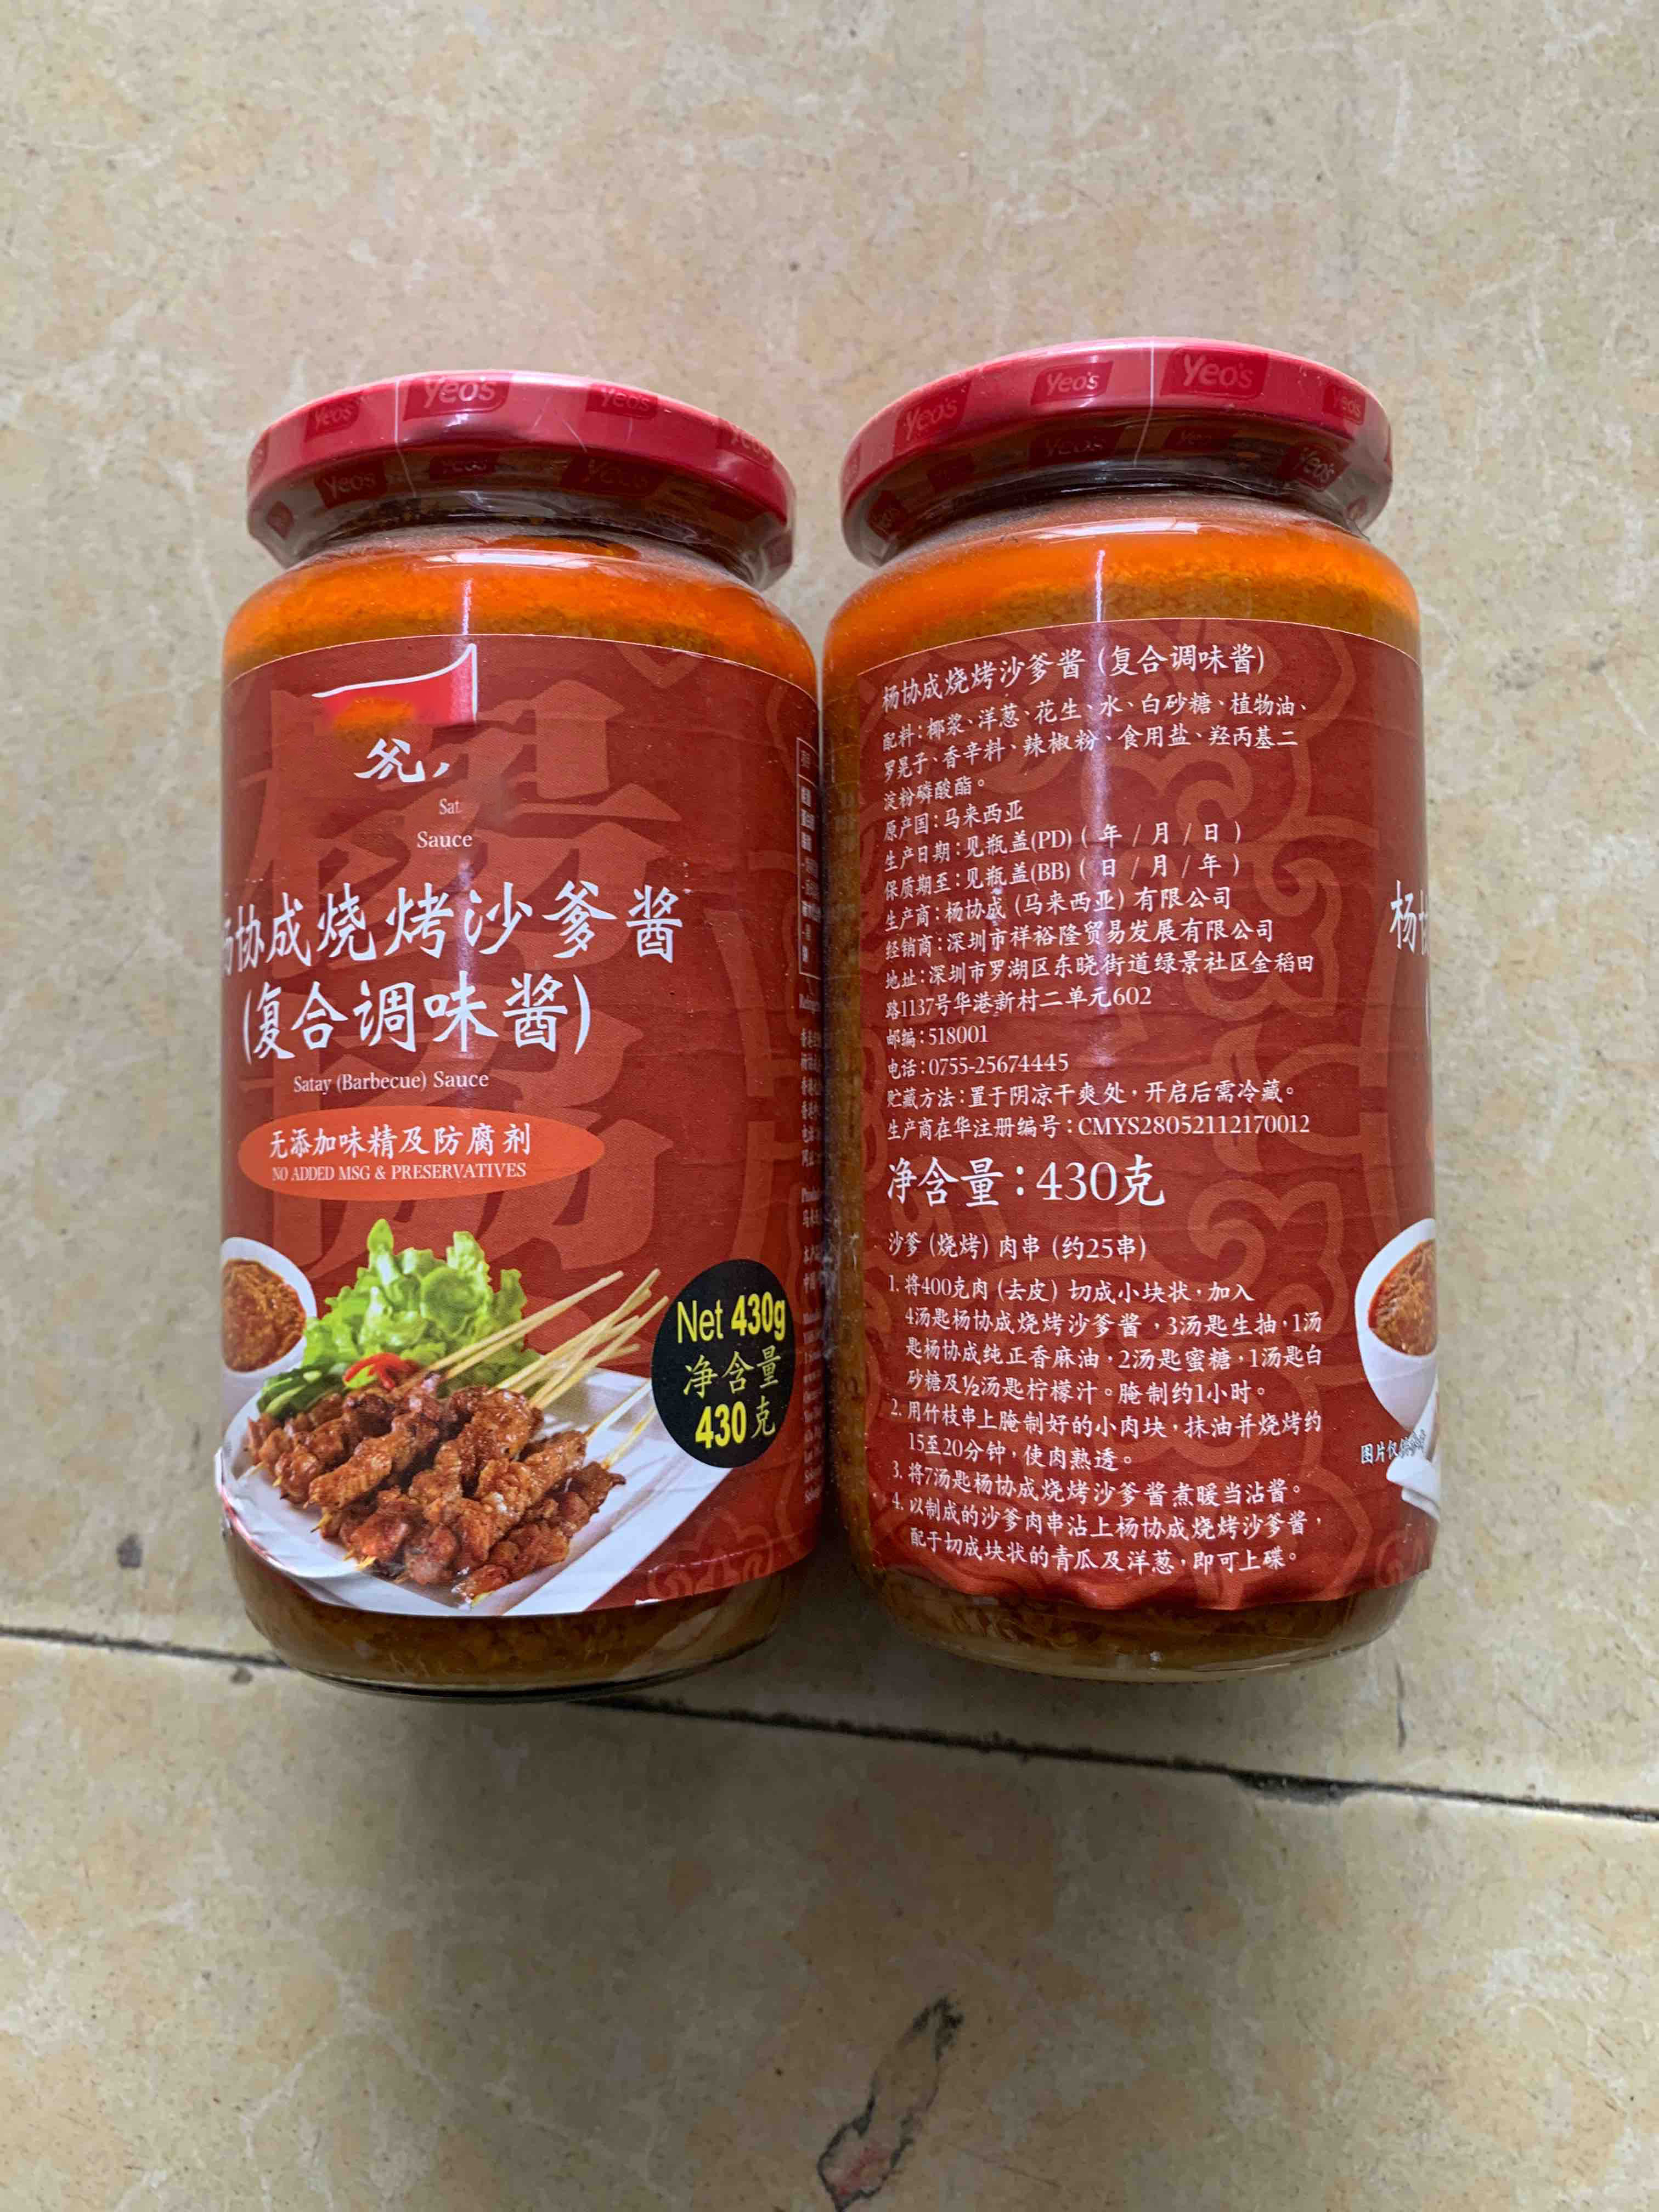 Yeo's
Yeo's
Yeo's
Yeo's
Yeo's
Yeo's
Yeo's
Yeo's
Yeo's
Yeo's
Sauce
协成烧烤沙爹酱
(复合调味酱)
Satay (Barbecue) Sauce
无添加味精及防腐剂
NO ADDED MSG & PRESERVATIVES
Net 430g
净含量
430克
杨协成烧烤沙爹酱 (复合调味酱)
配料:椰浆、洋葱、花生、水、白砂糖、植物油、
罗晃子、香辛料、辣椒粉、食用盐、羟丙基二
淀粉磷酸酯。
原产国:马来西亚
生产日期:见瓶盖(PD) ( 年 / 月 / 日 )
保质期至:见瓶盖(BB) ( 日 / 月 / 年 )
生产商:杨协成 (马来西亚) 有限公司
经销商:深圳市祥裕隆贸易发展有限公司
地址:深圳市罗湖区东晓街道绿景社区金稻田
路1137号华港新村二单元602
邮编:518001
电话:0755-25674445
贮藏方法:置于阴凉干爽处,开启后需冷藏。
生产商在华注册编号:CMYS28052112170012
净含量:430克
沙爹 (烧烤) 肉串 (约25串)
1. 将400克肉 (去皮) 切成小块状,加入
4汤匙杨协成烧烤沙爹酱,3汤匙生抽,1汤
匙杨协成纯正香麻油,2汤匙蜜糖,1汤匙白
砂糖及½汤匙柠檬汁。腌制约1小时。
2. 用竹枝串上腌制好的小肉块,抹油并烧烤约
15至20分钟,使肉熟透。
3. 将7汤匙杨协成烧烤沙爹酱煮暖当沾酱。
4. 以制成的沙爹肉串沾上杨协成烧烤沙爹酱,
配于切成块状的青瓜及洋葱,即可上碟。
杨
图片仅